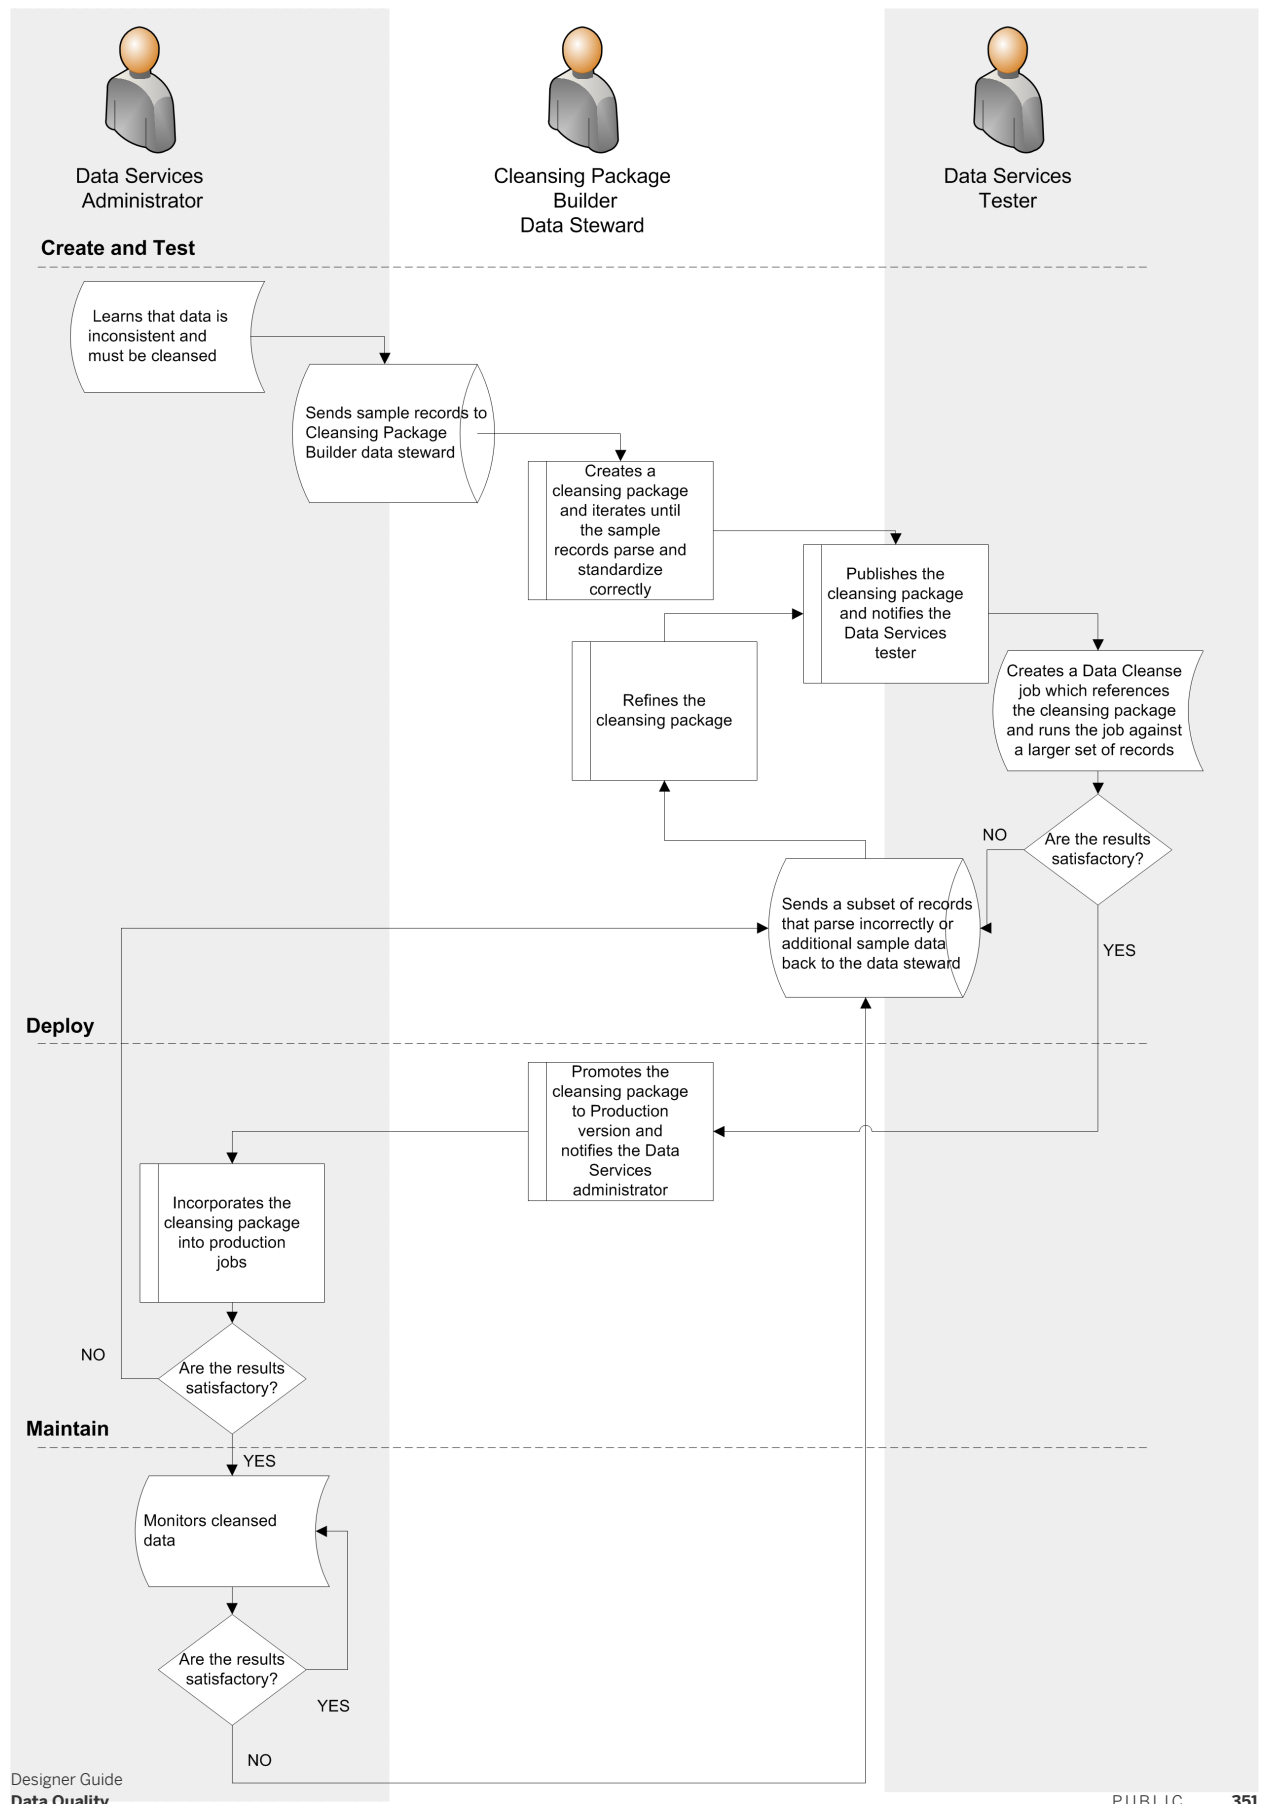 Data Services
Administrator
Cleansing Package
Builder
Data Steward
Data Services
Tester
Create and Test
Learns that data is
inconsistent and
must be cleansed
Sends sample records to
Cleansing Package
Builder data steward
Creates a
cleansing package
and iterates until
the sample
records parse and
standardize
correctly
Publishes the
cleansing package
and notifies the
Data Services
tester
Refines the
cleansing package
Creates a Data Cleanse
job which references
the cleansing package
and runs the job against
a larger set of records
Are the results
satisfactory?
NO
YES
Sends a subset of records
that parse incorrectly or
additional sample data
back to the data steward
Deploy
Promotes the
cleansing package
to Production
version and
notifies the Data
Services
administrator
Incorporates the
cleansing package
into production
jobs
Are the results
satisfactory?
NO
Maintain
YES
Monitors cleansed
data
Are the results
satisfactory?
YES
NO
Designer Guide
Data Quality
PUBLIC 351